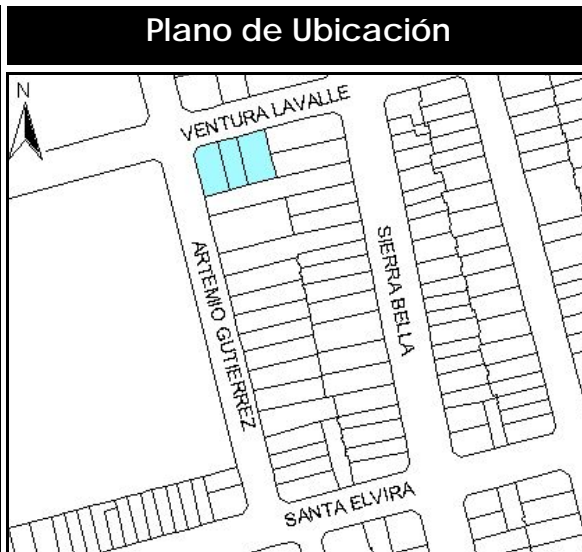 Plano de Ubicación
N
VENTURA LAVALLE
SIERRA BELLA
ARTEMIO GUTIERREZ
SANTA ELVIRA